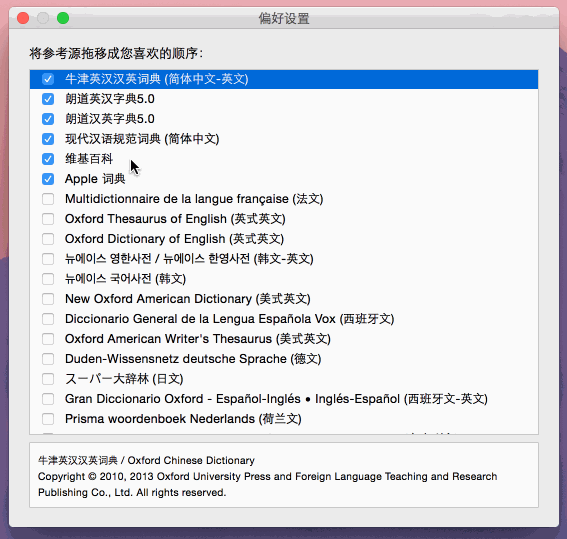 偏好设置
将参考源拖移成您喜欢的顺序：
牛津英汉汉英词典 (简体中文-英文)
朗道英汉字典5.0
朗道汉英字典5.0
现代汉语规范词典 (简体中文)
维基百科
Apple 词典
Multidictionnaire de la langue française (法文)
Oxford Thesaurus of English (英式英文)
Oxford Dictionary of English (英式英文)
뉴에이스 영한사전 / 뉴에이스 한영사전 (韩文-英文)
뉴에이스 국어사전 (韩文)
New Oxford American Dictionary (美式英文)
Diccionario General de la Lengua Española Vox (西班牙文)
Oxford American Writer's Thesaurus (美式英文)
Duden-Wissensnetz deutsche Sprache (德文)
スーパー大辞林 (日文)
Gran Diccionario Oxford - Español-Inglés • Inglés-Español (西班牙文-英文)
Prisma woordenboek Nederlands (荷兰文)
牛津英汉汉英词典 / Oxford Chinese Dictionary
Copyright © 2010, 2013 Oxford University Press and Foreign Language Teaching and Research
Publishing Co., Ltd. All rights reserved.